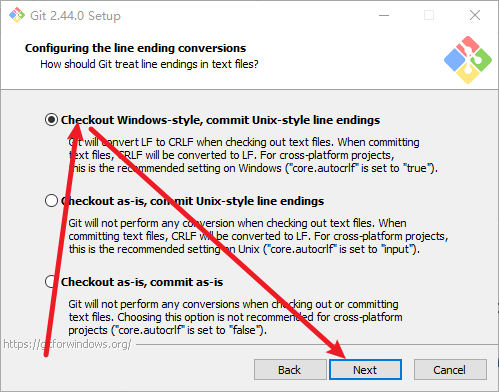 Git 2.44.0 Setup
Configuring the line ending conversions
How should Git treat line endings in text files?
Checkout Windows-style, commit Unix-style line endings
Git will convert LF to CRLF when checking out text files. When committing
text files, CRLF will be converted to LF. For cross-platform projects,
this is the recommended setting on Windows ("core.autocrlf" is set to "true").
Checkout as-is, commit Unix-style line endings
Git will not perform any conversion when checking out text files. When
committing text files, CRLF will be converted to LF. For cross-platform projects,
this is the recommended setting on Unix ("core.autocrlf" is set to "input").
Checkout as-is, commit as-is
Git will not perform any conversions when checking out or committing
text files. Choosing this option is not recommended for cross-platform
projects ("core.autocrlf" is set to "false").
https://gitforwindows.org/
Back
Next
Cancel